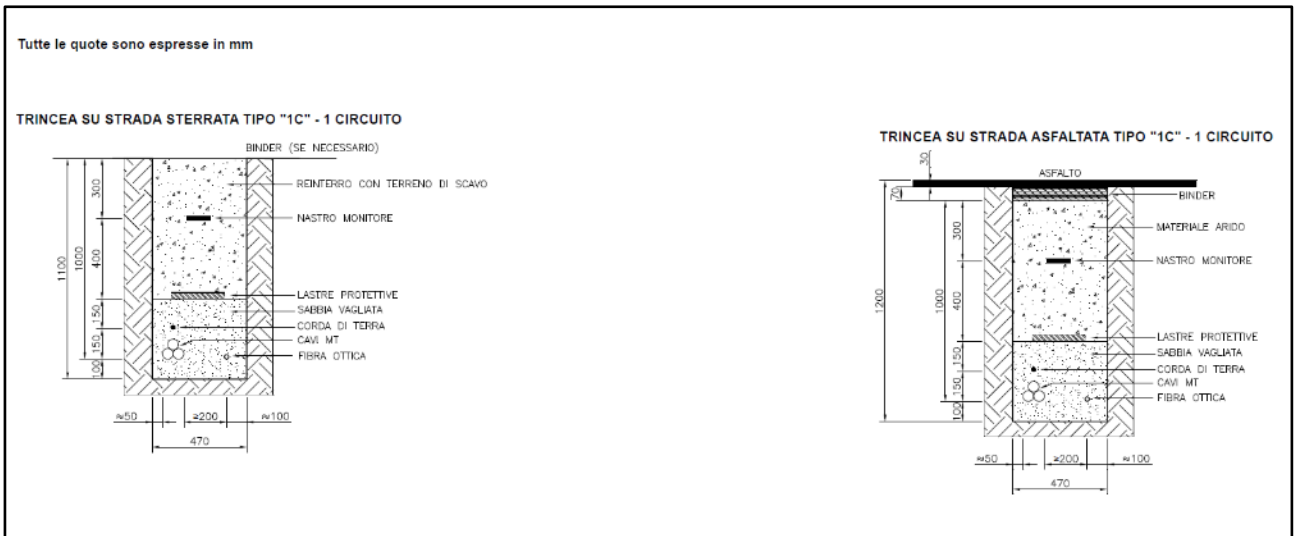 Tutte le quote sono espresse in mm
TRINCEA SU STRADA STERRATA TIPO "1C" - 1 CIRCUITO
BINDER (SE NECESSARIO)
REINTERRO CON TERRENO DI SCAVO
NASTRO MONITORE
LASTRE PROTETTIVE
SABBIA VAGLIATA
CORDA DI TERRA
CAVI MT
FIBRA OTTICA
1100
1000
300
400
150
150
100
≈50
≥200
≈100
470
TRINCEA SU STRADA ASFALTATA TIPO "1C" - 1 CIRCUITO
30
ASFALTO
70
BINDER
MATERIALE ARIDO
NASTRO MONITORE
LASTRE PROTETTIVE
SABBIA VAGLIATA
CORDA DI TERRA
CAVI MT
FIBRA OTTICA
1200
1000
300
400
150
150
100
≈50
≥200
≈100
470